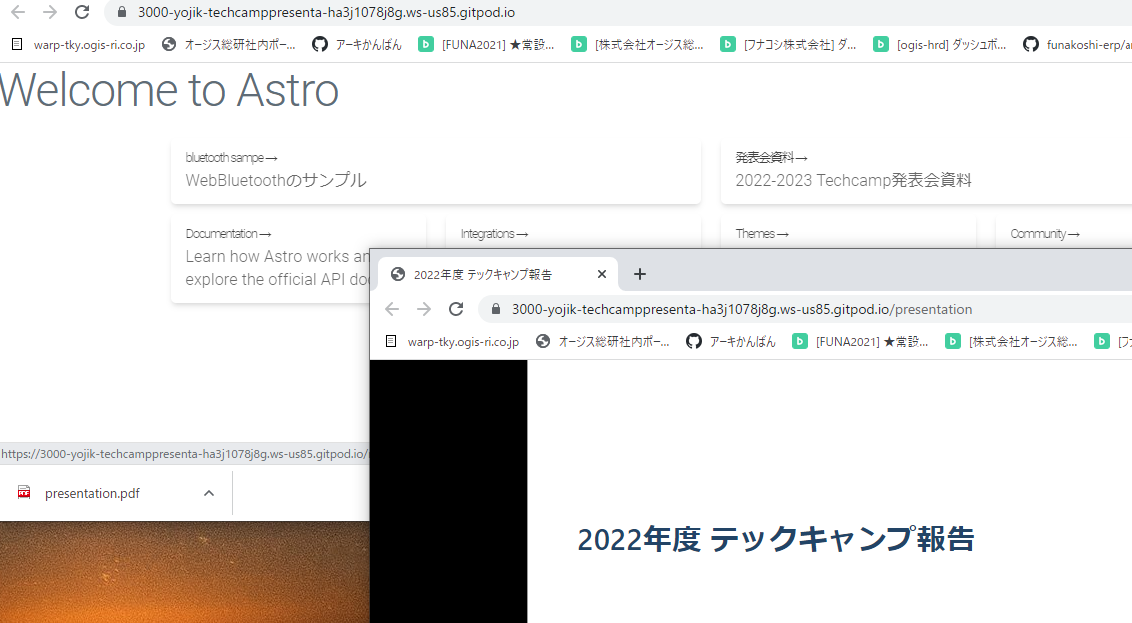 3000-yojik-techcamppresenta-ha3j1078j8g.ws-us85.gitpod.io
warp-tky.ogis-ri.co.jp オージス総研社内ポー... アーキかんばん [FUNA2021] ★常設... [株式会社オージス総... [フナコシ株式会社] ダ... [ogis-hrd] ダッシュボ... funakoshi-erp/ar
Welcome to Astro
bluetooth sampe→ 発表会資料→
WebBluetoothのサンプル 2022-2023 Techcamp発表会資料
Documentation→ Integrations→ Themes→ Community→
Learn how Astro works an
explore the official API do
2022年度 テックキャンプ報告
3000-yojik-techcamppresenta-ha3j1078j8g.ws-us85.gitpod.io/presentation
warp-tky.ogis-ri.co.jp オージス総研社内ポー... アーキかんばん [FUNA2021] ★常設... [株式会社オージス総... [フナ
https://3000-yojik-techcamppresenta-ha3j1078j8g.ws-us85.gitpod.io/
presentation.pdf
2022年度 テックキャンプ報告